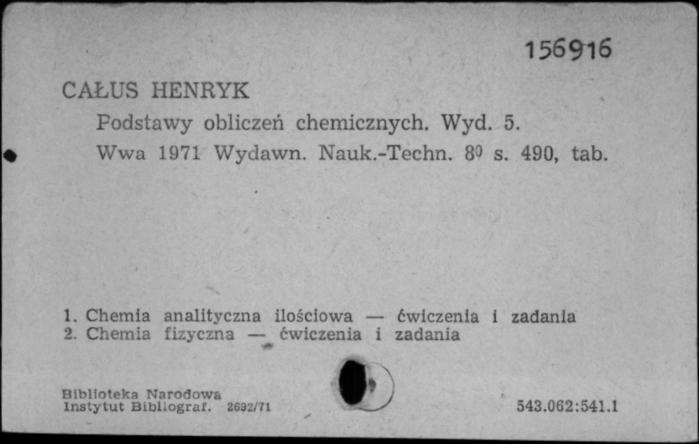 156916
CAŁUS HENRYK
Podstawy obliczeń chemicznych. Wyd. 5.
Wwa 1971 Wydawn. Nauk.-Techn. 8⁰ s. 490, tab.
1. Chemia analityczna ilościowa — ćwiczenia i zadania
2. Chemia fizyczna — ćwiczenia i zadania
Biblioteka Narodowa
Instytut Bibliograf. 2692/71
543.062:541.1